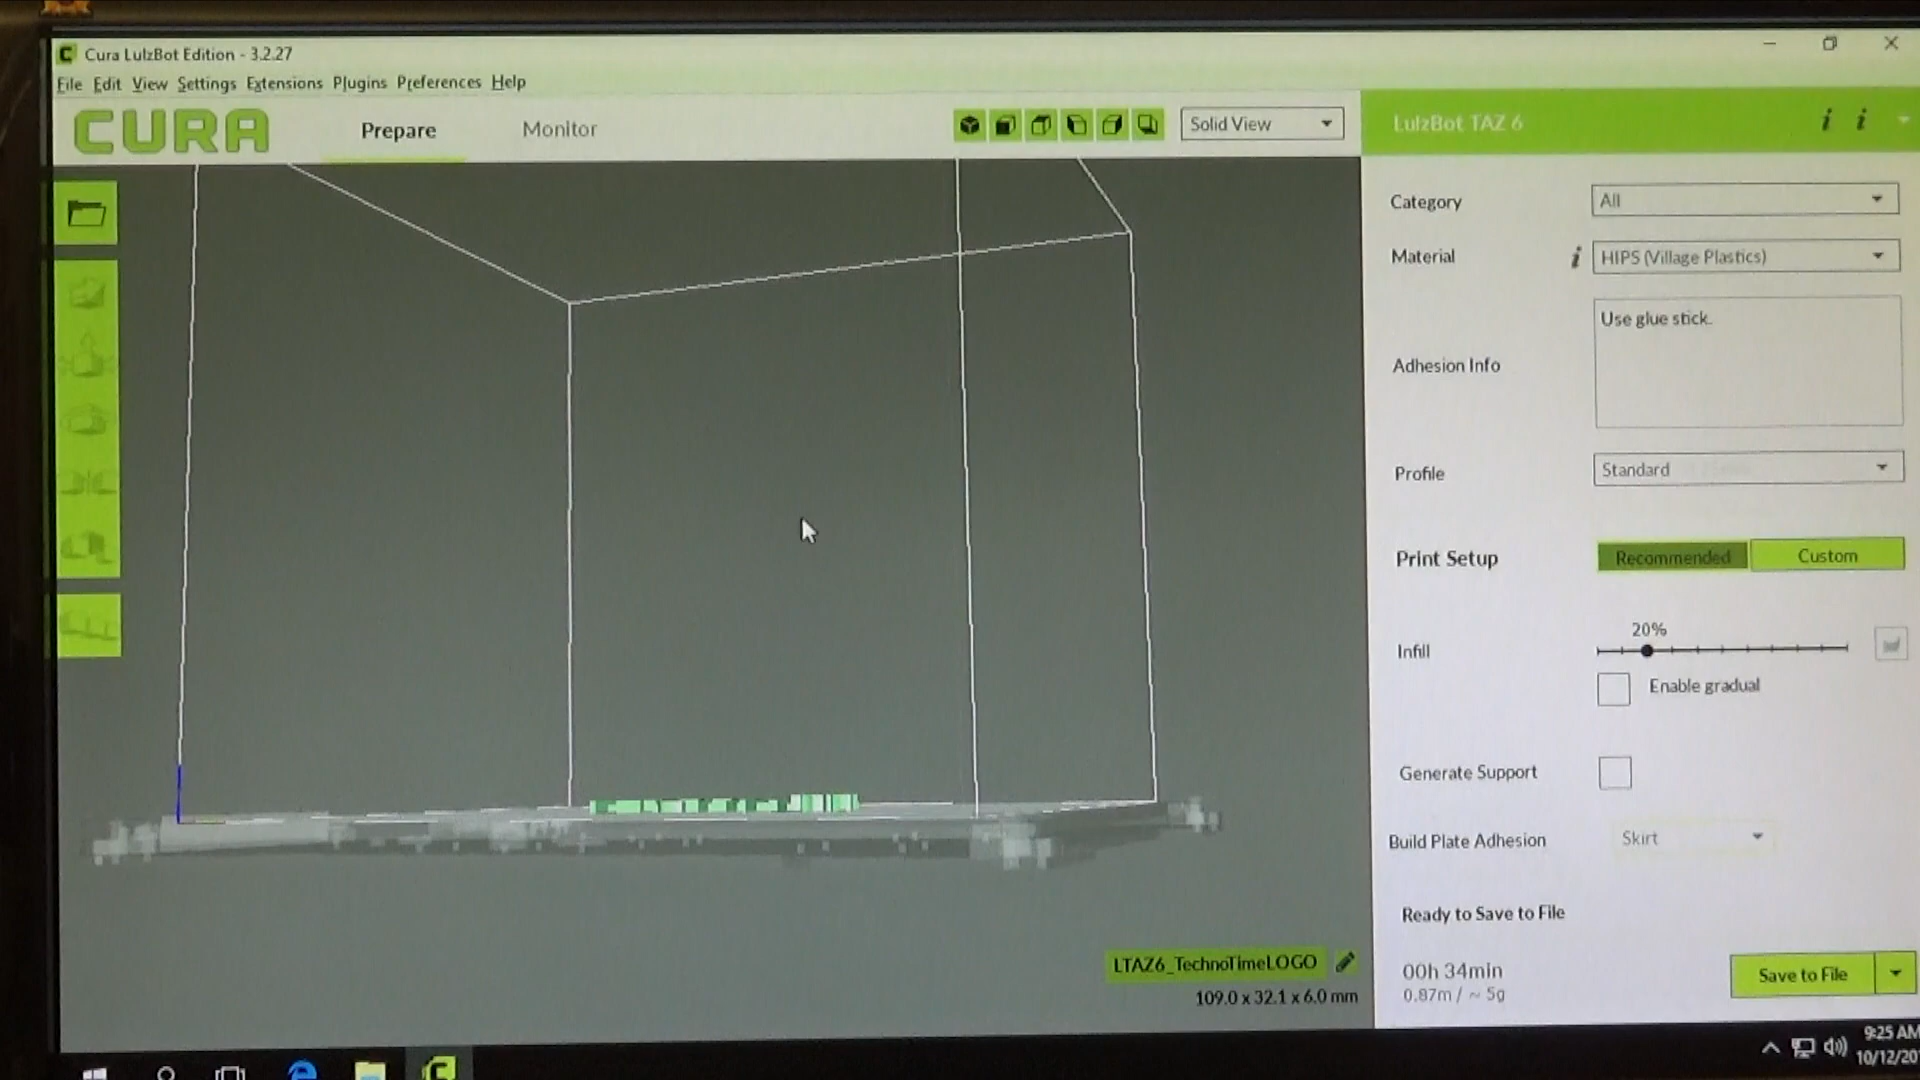 Cura LulzBot Edition - 3.2.27
File Edit View Settings Extensions Plugins Preferences Help
CURA Prepare Monitor Solid View LulzBot TAZ 6 i i
Category All
Material i HIPS (Village Plastics)
Use glue stick.
Adhesion Info
Profile Standard
Print Setup Recommended Custom
20%
Infill
Enable gradual
Generate Support
Build Plate Adhesion Skirt
Ready to Save to File
LTAZ6_TechnoTimeLOGO
109.0 x 32.1 x 6.0 mm
00h 34min
0.87m / ~ 5g
Save to File
9:25 AM
10/12/20